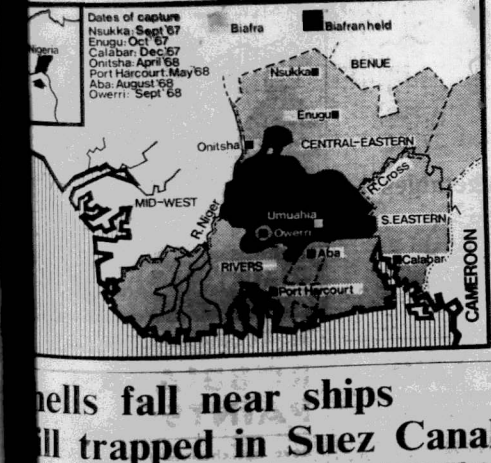 Dates of capture
Nsukka: Sept '67
Enugu: Oct '67
Calabar: Dec '67
Onitsha: April '68
Port Harcourt: May '68
Aba: August '68
Owerri: Sept '68
Nigeria
Biafra
Biafran held
Nsukka
BENUE
Enugu
Onitsha
CENTRAL-EASTERN
R.Cross
MID-WEST
R.Niger
Umuahia
S.EASTERN
Owerri
Aba
Calabar
RIVERS
Port Harcourt
CAMEROON
hells fall near ships
ill trapped in Suez Canal